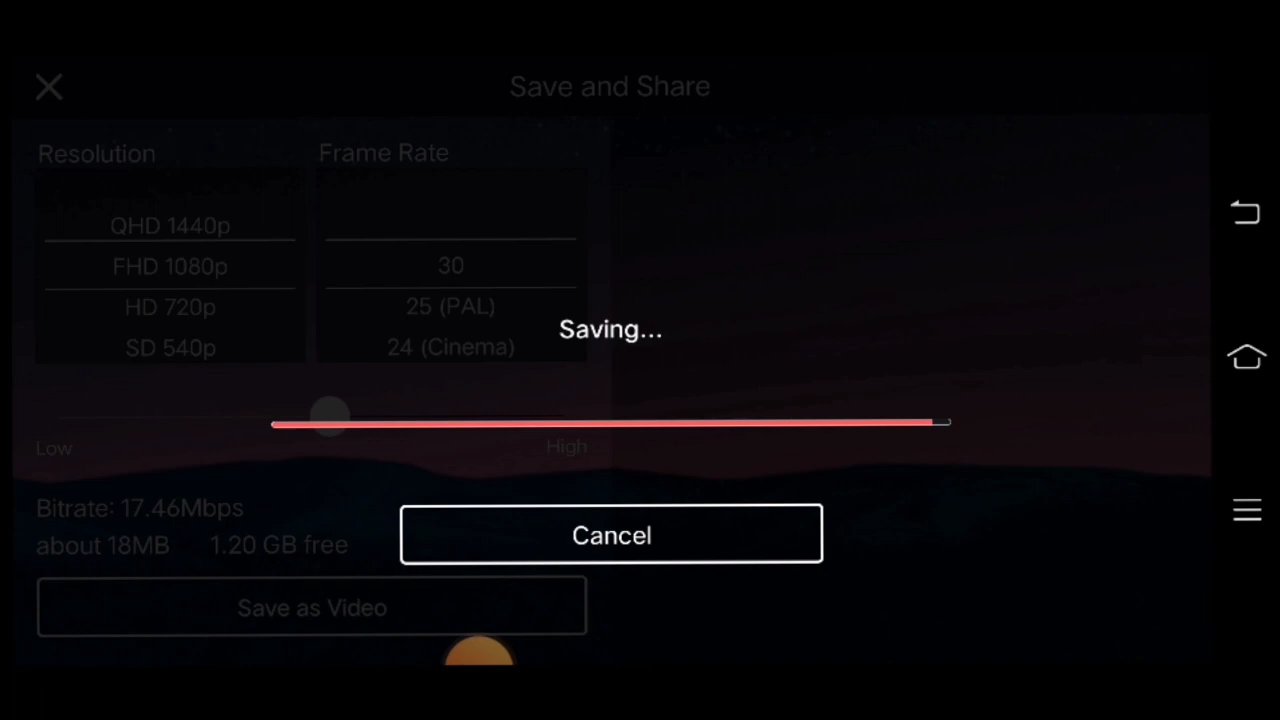 Save and Share
Resolution
Frame Rate
QHD 1440p
FHD 1080p
30
HD 720p
25 (PAL)
Saving...
SD 540p
24 (Cinema)
Low
High
Bitrate: 17.46Mbps
about 18MB 1.20 GB free
Cancel
Save as Video